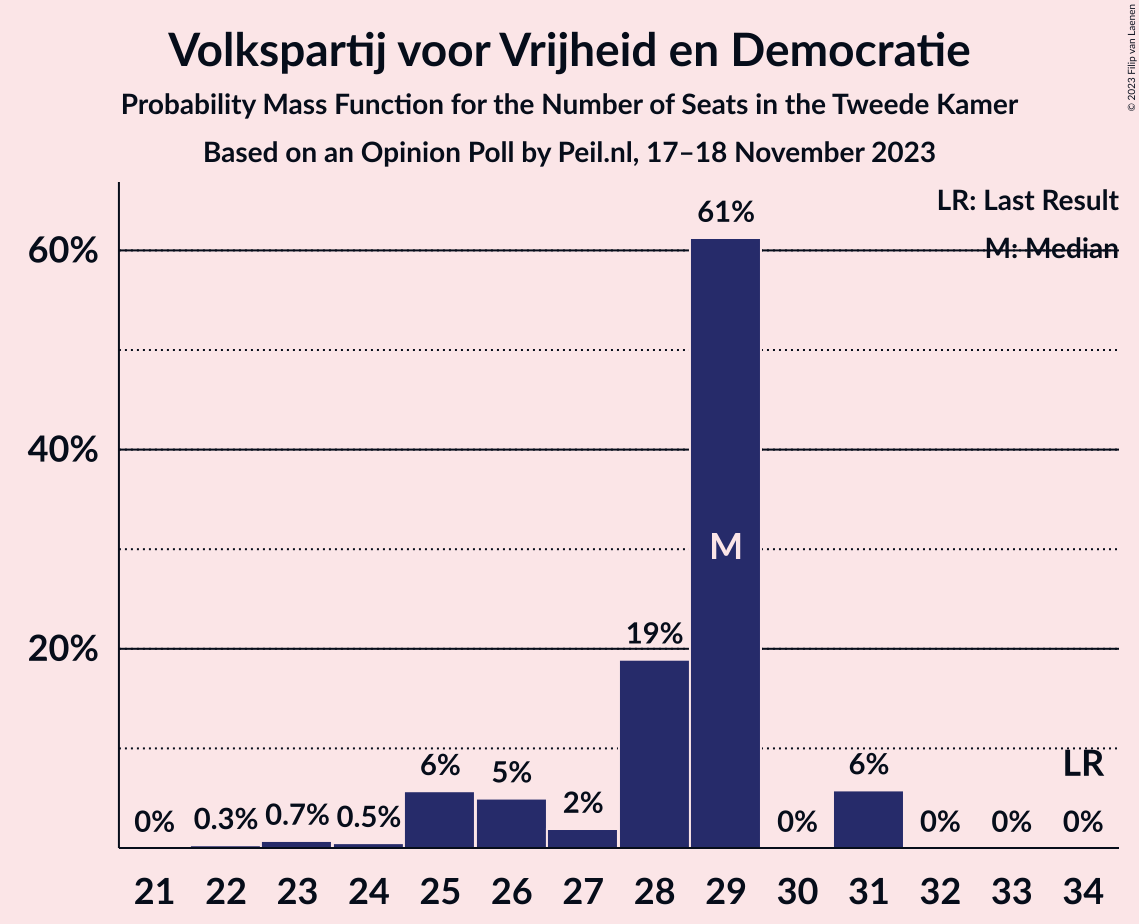 Volkspartij voor Vrijheid en Democratie
Probability Mass Function for the Number of Seats in the Tweede Kamer
Based on an Opinion Poll by Peil.nl, 17–18 November 2023
© 2023 Filip van Laenen
LR: Last Result
M: Median
60%
40%
20%
0%
0.3%
0.7%
0.5%
6%
5%
2%
19%
61%
M
0%
6%
0%
0%
LR
0%
21 22 23 24 25 26 27 28 29 30 31 32 33 34